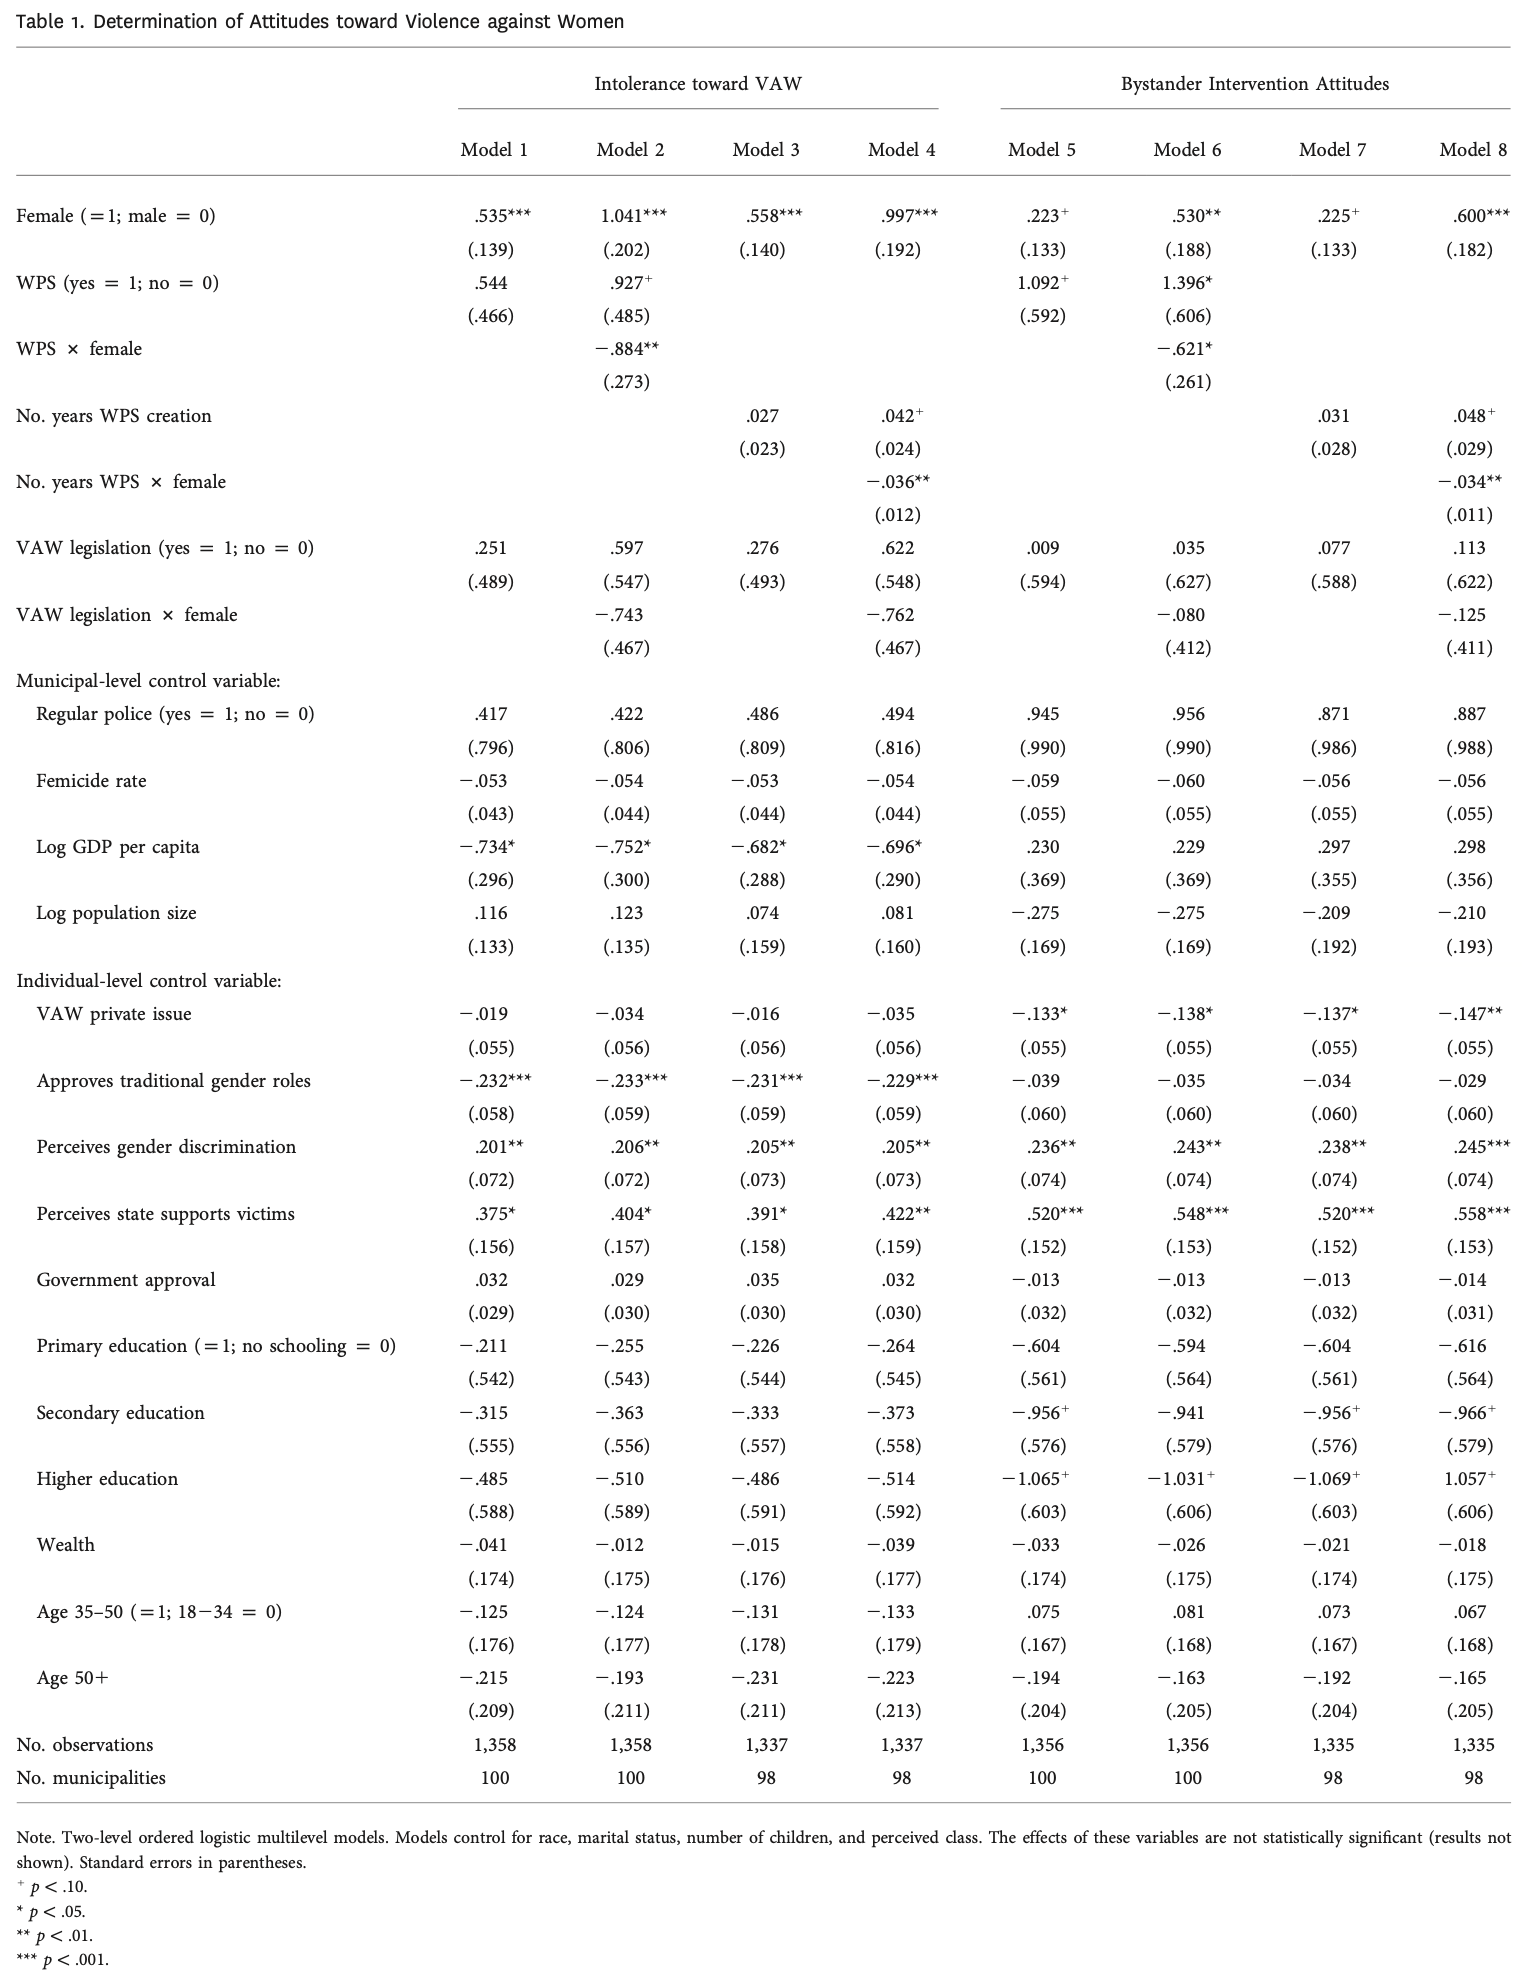 Table 1. Determination of Attitudes toward Violence against Women
Intolerance toward VAW Bystander Intervention Attitudes
Model 1 Model 2 Model 3 Model 4 Model 5 Model 6 Model 7 Model 8
Female (=1; male = 0) .535*** 1.041*** .558*** .997*** .223+ .530** .225+ .600***
(.139) (.202) (.140) (.192) (.133) (.188) (.133) (.182)
WPS (yes = 1; no = 0) .544 .927+ 1.092+ 1.396*
(.466) (.485) (.592) (.606)
WPS × female −.884** −.621*
(.273) (.261)
No. years WPS creation .027 .042+ .031 .048+
(.023) (.024) (.028) (.029)
No. years WPS × female −.036** −.034**
(.012) (.011)
VAW legislation (yes = 1; no = 0) .251 .597 .276 .622 .009 .035 .077 .113
(.489) (.547) (.493) (.548) (.594) (.627) (.588) (.622)
VAW legislation × female −.743 −.762 −.080 −.125
(.467) (.467) (.412) (.411)
Municipal-level control variable:
Regular police (yes = 1; no = 0) .417 .422 .486 .494 .945 .956 .871 .887
(.796) (.806) (.809) (.816) (.990) (.990) (.986) (.988)
Femicide rate −.053 −.054 −.053 −.054 −.059 −.060 −.056 −.056
(.043) (.044) (.044) (.044) (.055) (.055) (.055) (.055)
Log GDP per capita −.734* −.752* −.682* −.696* .230 .229 .297 .298
(.296) (.300) (.288) (.290) (.369) (.369) (.355) (.356)
Log population size .116 .123 .074 .081 −.275 −.275 −.209 −.210
(.133) (.135) (.159) (.160) (.169) (.169) (.192) (.193)
Individual-level control variable:
VAW private issue −.019 −.034 −.016 −.035 −.133* −.138* −.137* −.147**
(.055) (.056) (.056) (.056) (.055) (.055) (.055) (.055)
Approves traditional gender roles −.232*** −.233*** −.231*** −.229*** −.039 −.035 −.034 −.029
(.058) (.059) (.059) (.059) (.060) (.060) (.060) (.060)
Perceives gender discrimination .201** .206** .205** .205** .236** .243** .238** .245***
(.072) (.072) (.073) (.073) (.074) (.074) (.074) (.074)
Perceives state supports victims .375* .404* .391* .422** .520*** .548*** .520*** .558***
(.156) (.157) (.158) (.159) (.152) (.153) (.152) (.153)
Government approval .032 .029 .035 .032 −.013 −.013 −.013 −.014
(.029) (.030) (.030) (.030) (.032) (.032) (.032) (.031)
Primary education (=1; no schooling = 0) −.211 −.255 −.226 −.264 −.604 −.594 −.604 −.616
(.542) (.543) (.544) (.545) (.561) (.564) (.561) (.564)
Secondary education −.315 −.363 −.333 −.373 −.956+ −.941 −.956+ −.966+
(.555) (.556) (.557) (.558) (.576) (.579) (.576) (.579)
Higher education −.485 −.510 −.486 −.514 −1.065+ −1.031+ −1.069+ 1.057+
(.588) (.589) (.591) (.592) (.603) (.606) (.603) (.606)
Wealth −.041 −.012 −.015 −.039 −.033 −.026 −.021 −.018
(.174) (.175) (.176) (.177) (.174) (.175) (.174) (.175)
Age 35–50 (=1; 18−34 = 0) −.125 −.124 −.131 −.133 .075 .081 .073 .067
(.176) (.177) (.178) (.179) (.167) (.168) (.167) (.168)
Age 50+ −.215 −.193 −.231 −.223 −.194 −.163 −.192 −.165
(.209) (.211) (.211) (.213) (.204) (.205) (.204) (.205)
No. observations 1,358 1,358 1,337 1,337 1,356 1,356 1,335 1,335
No. municipalities 100 100 98 98 100 100 98 98
Note. Two-level ordered logistic multilevel models. Models control for race, marital status, number of children, and perceived class. The effects of these variables are not statistically significant (results not
shown). Standard errors in parentheses.
+ p < .10.
* p < .05.
** p < .01.
*** p < .001.